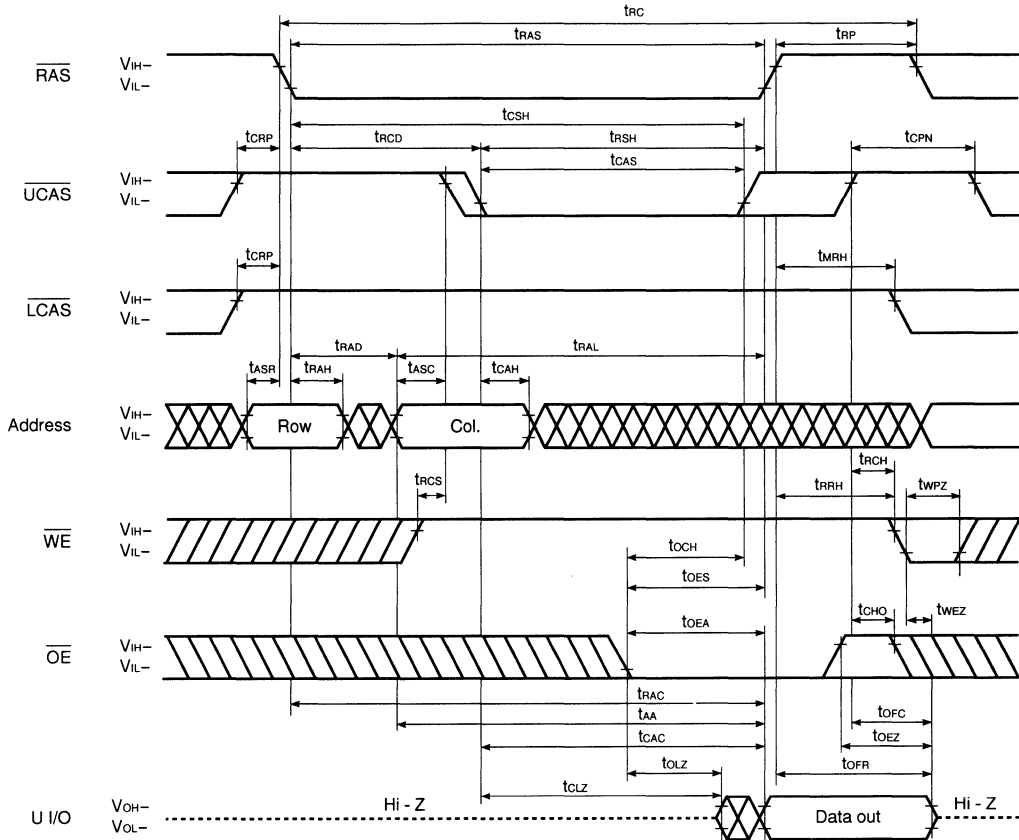 tRC
tRAS
tRP
RAS
VIH–
VIL–
tCSH
tCRP
tRCD
tRSH
tCPN
tCAS
UCAS
VIH–
VIL–
tCRP
tMRH
LCAS
VIH–
VIL–
tRAD
tRAL
tASR
tRAH
tASC
tCAH
Address
VIH–
VIL–
Row
Col.
tRCH
tRCS
tRRH
tWPZ
WE
VIH–
VIL–
tOCH
tOES
tCHO
tWEZ
tOEA
OE
VIH–
VIL–
tRAC
tAA
tOFC
tCAC
tOEZ
tOLZ
tOFR
tCLZ
U I/O
VOH–
VOL–
Hi - Z
Data out
Hi - Z